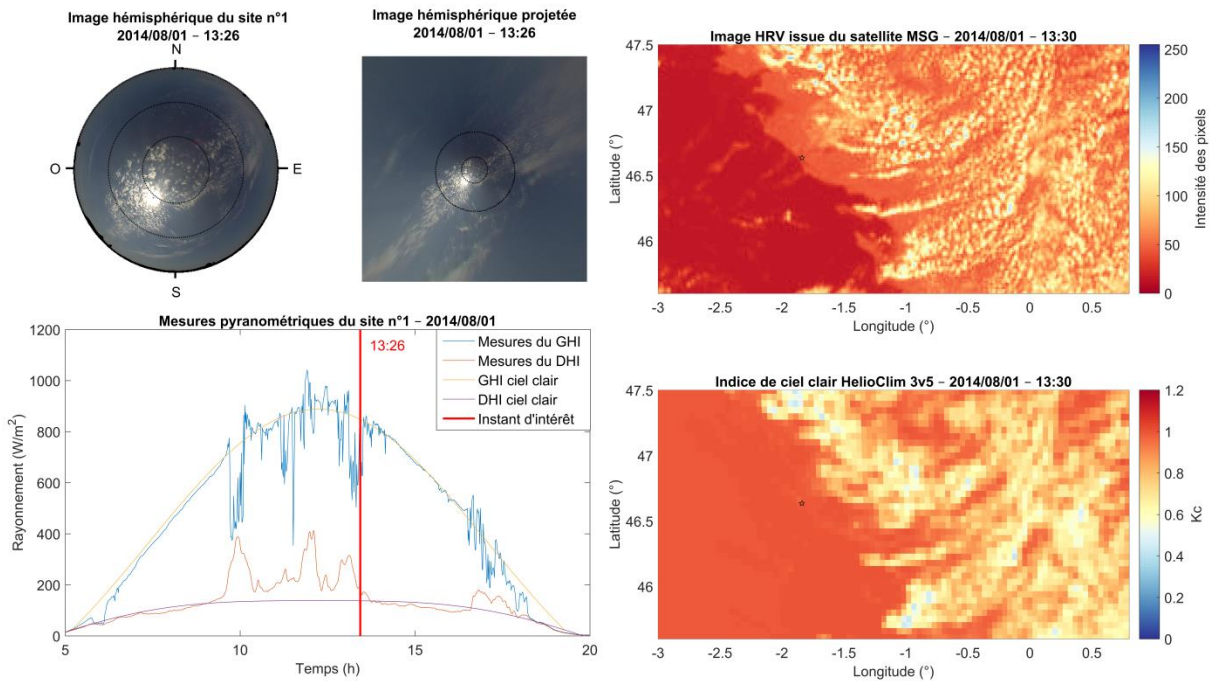 Image hémisphérique du site n°1
2014/08/01 – 13:26
N
O
E
S
Image hémisphérique projetée
2014/08/01 – 13:26
Image HRV issue du satellite MSG – 2014/08/01 – 13:30
47.5
47
46.5
46
Latitude (°)
-3
-2.5
-2
-1.5
-1
-0.5
0
0.5
Longitude (°)
250
200
150
100
50
0
Intensité des pixels
Mesures pyranométriques du site n°1 – 2014/08/01
1200
1000
800
600
400
200
0
Rayonnement (W/m²)
5
10
15
20
Temps (h)
13:26
Mesures du GHI
Mesures du DHI
GHI ciel clair
DHI ciel clair
Instant d'intérêt
Indice de ciel clair HelioClim 3v5 – 2014/08/01 – 13:30
47.5
47
46.5
46
Latitude (°)
-3
-2.5
-2
-1.5
-1
-0.5
0
0.5
Longitude (°)
1.2
1
0.8
0.6
0.4
0.2
0
Kc